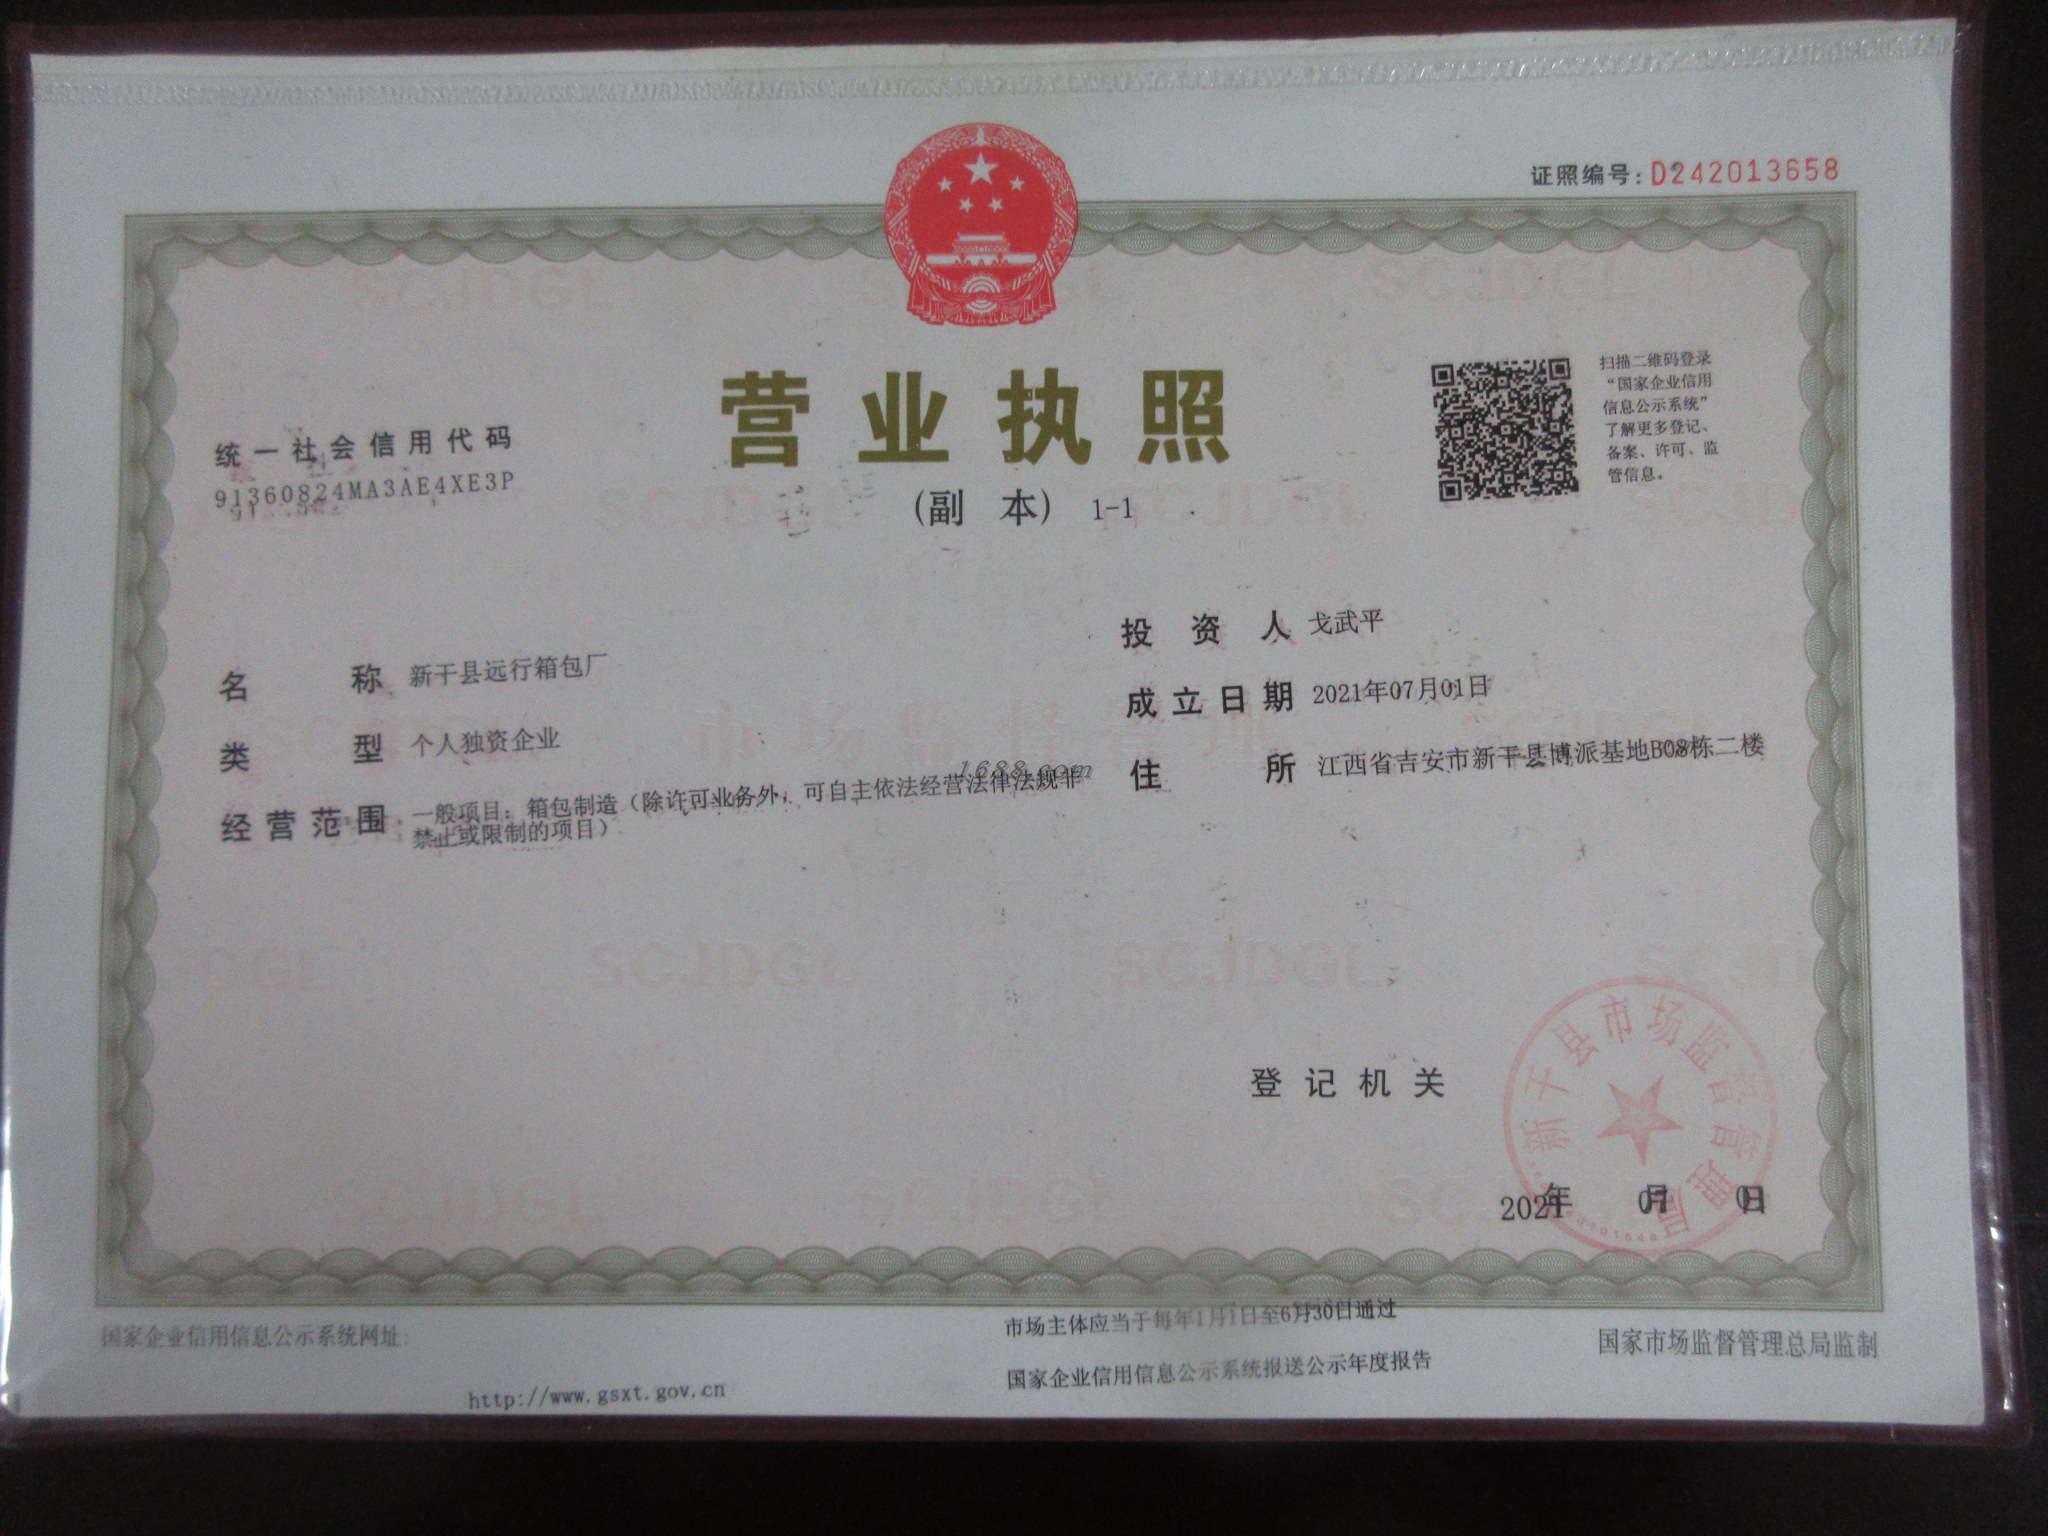 证照编号:D242013658
营业执照
(副 本) 1-1
统一社会信用代码
91360824MA3AE4XE3P
扫描二维码登录
“国家企业信用
信息公示系统”
了解更多登记、
备案、许可、监
管信息。
名 称 新干县远行箱包厂
类 型 个人独资企业
经营范围 一般项目:箱包制造(除许可业务外,可自主依法经营法律法规非
禁止或限制的项目)
投 资 人 戈武平
成立日期 2021年07月01日
住 所 江西省吉安市新干县博派基地B08栋二楼
1688.com
登记机关
新干县市场监督管理局
2021年 07月 01日
国家企业信用信息公示系统网址:
http://www.gsxt.gov.cn
市场主体应当于每年1月1日至6月30日通过
国家企业信用信息公示系统报送公示年度报告
国家市场监督管理总局监制
SCJDGL